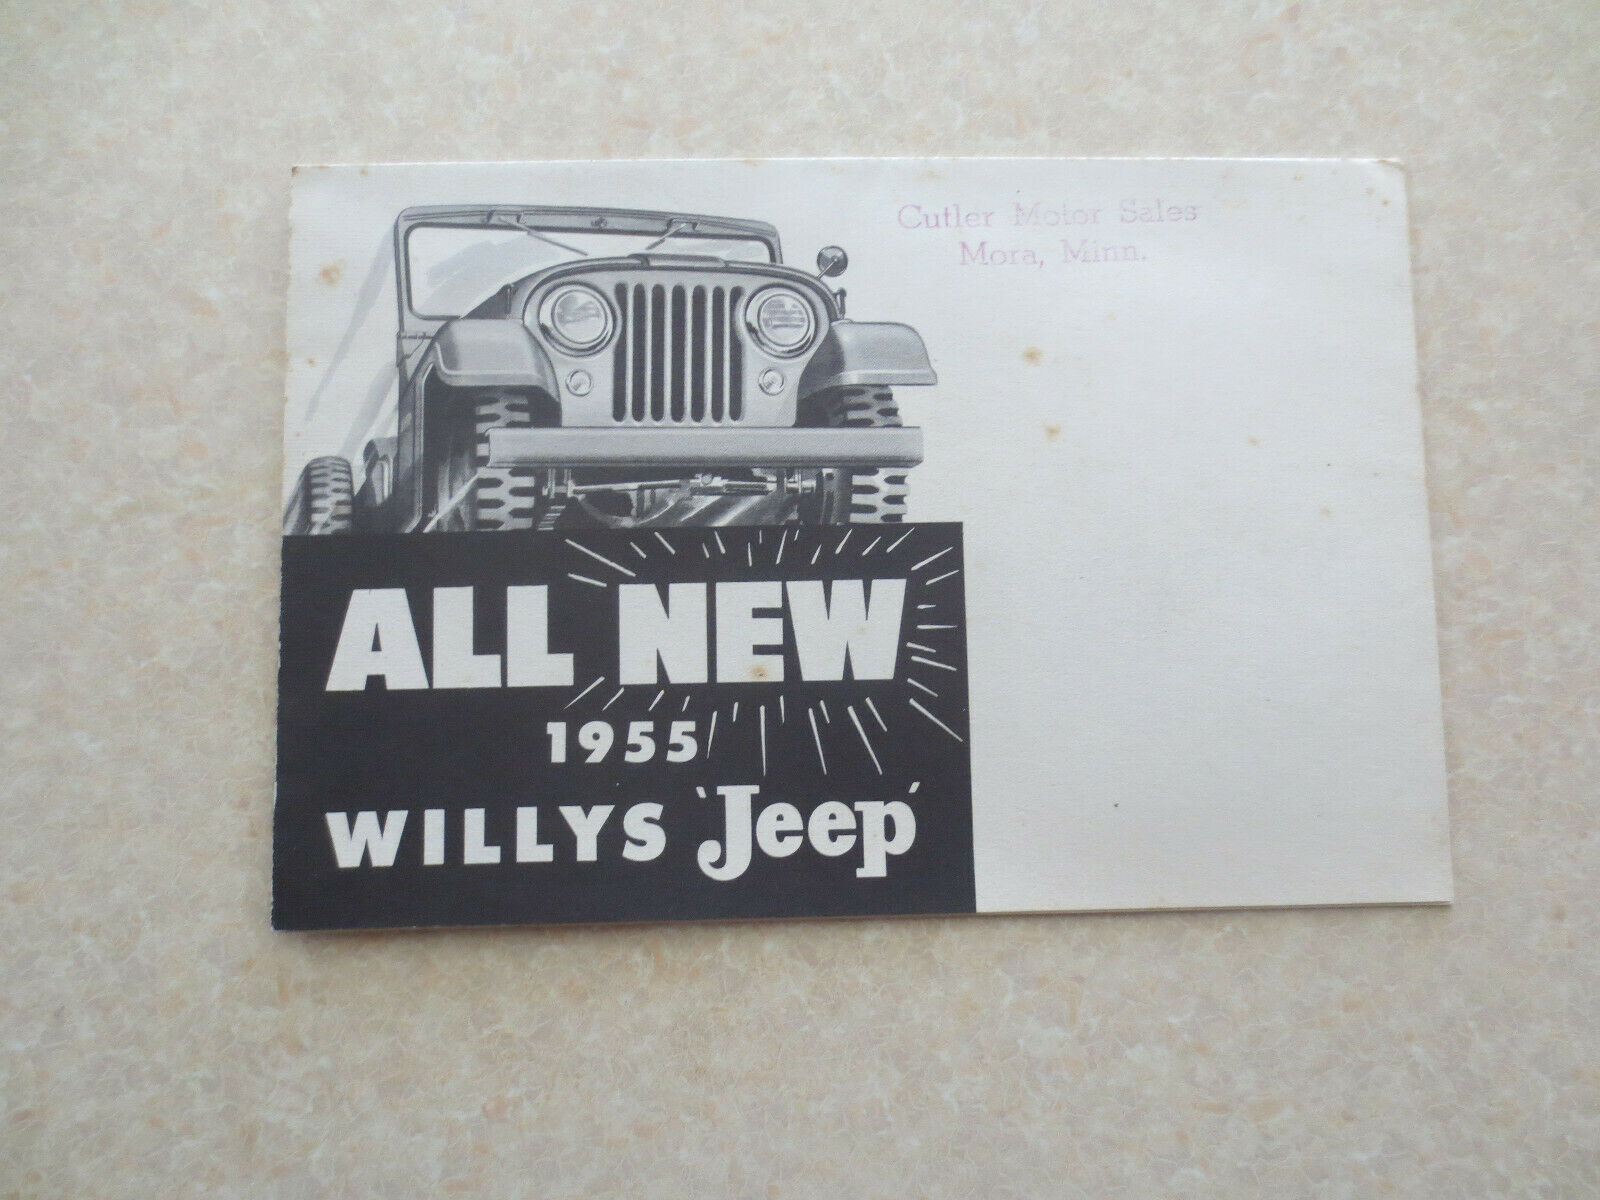 Cutler Motor Sales
Mora, Minn.
ALL NEW
1955
WILLYS 'Jeep'